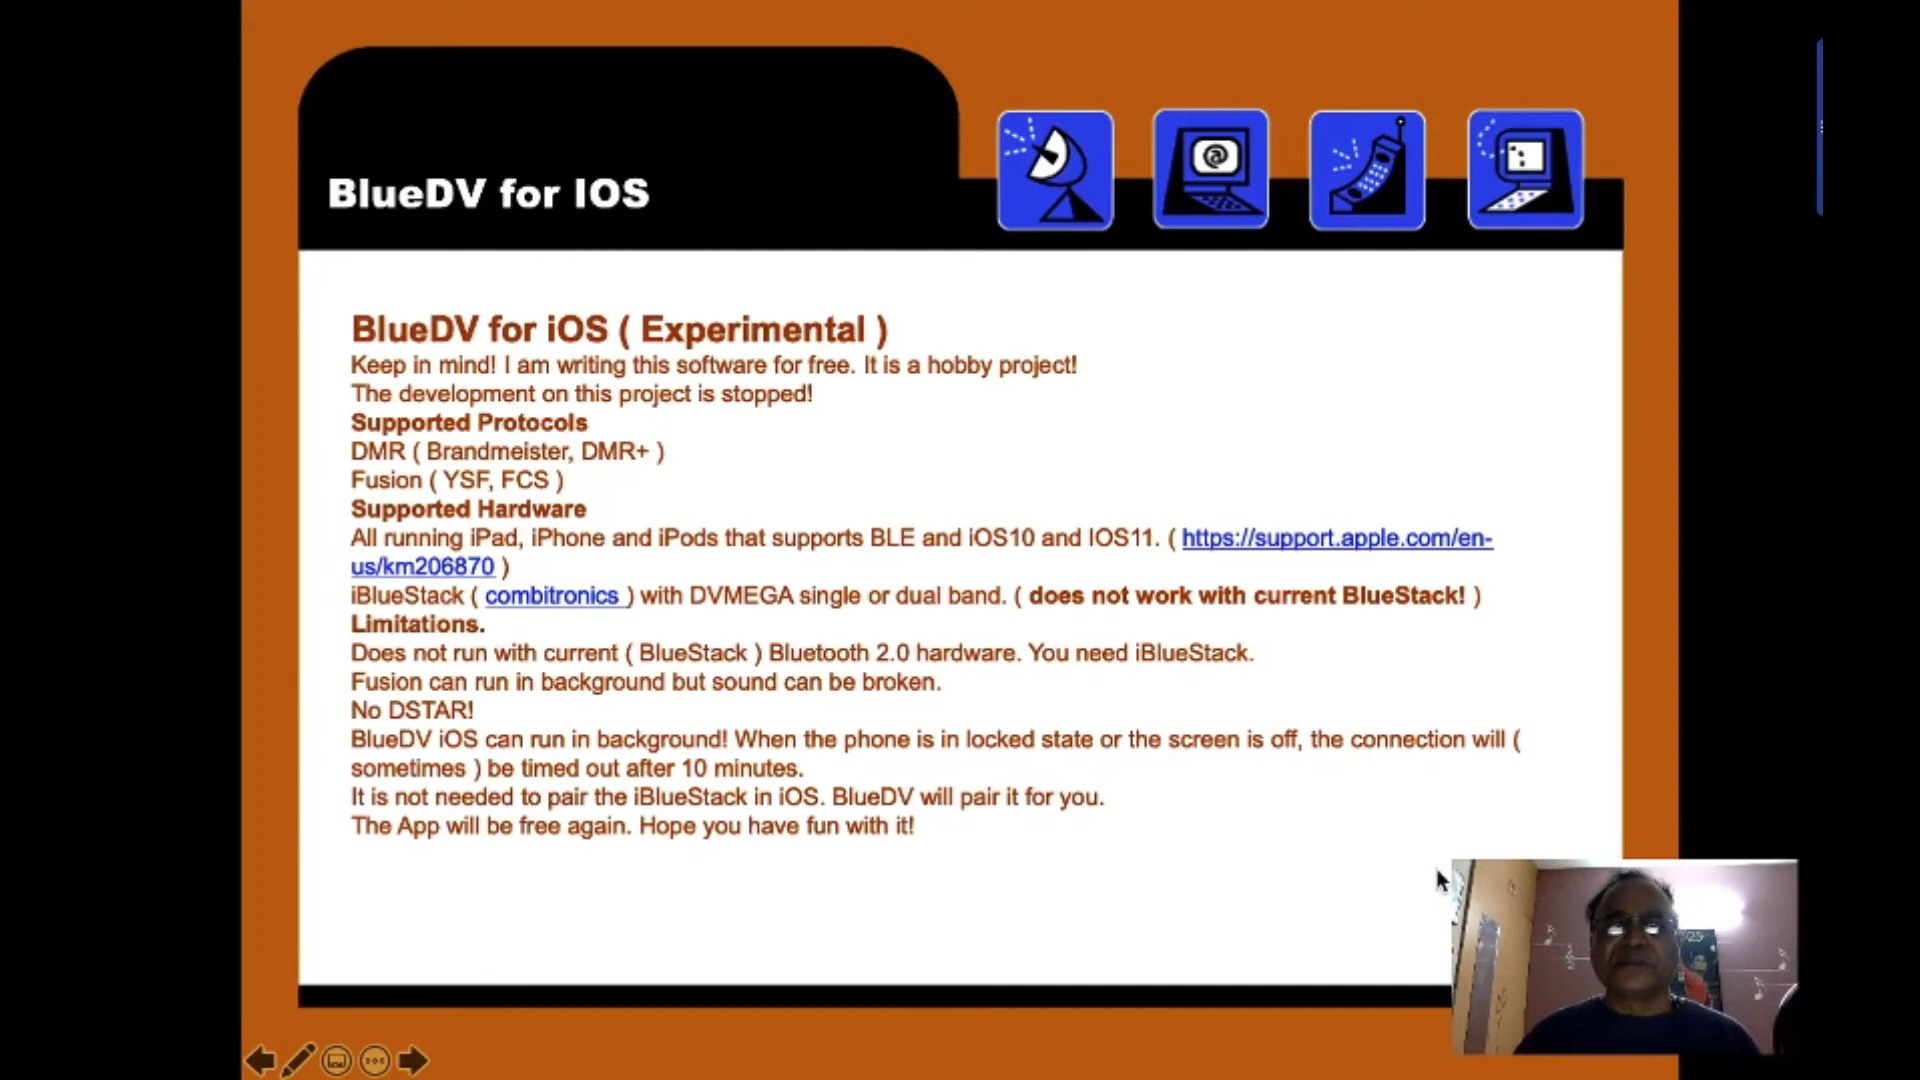 BlueDV for IOS
BlueDV for iOS ( Experimental )
Keep in mind! I am writing this software for free. It is a hobby project!
The development on this project is stopped!
Supported Protocols
DMR ( Brandmeister, DMR+ )
Fusion ( YSF, FCS )
Supported Hardware
All running iPad, iPhone and iPods that supports BLE and iOS10 and IOS11. ( https://support.apple.com/en-
us/km206870 )
iBlueStack ( combitronics ) with DVMEGA single or dual band. ( does not work with current BlueStack! )
Limitations.
Does not run with current ( BlueStack ) Bluetooth 2.0 hardware. You need iBlueStack.
Fusion can run in background but sound can be broken.
No DSTAR!
BlueDV iOS can run in background! When the phone is in locked state or the screen is off, the connection will (
sometimes ) be timed out after 10 minutes.
It is not needed to pair the iBlueStack in iOS. BlueDV will pair it for you.
The App will be free again. Hope you have fun with it!